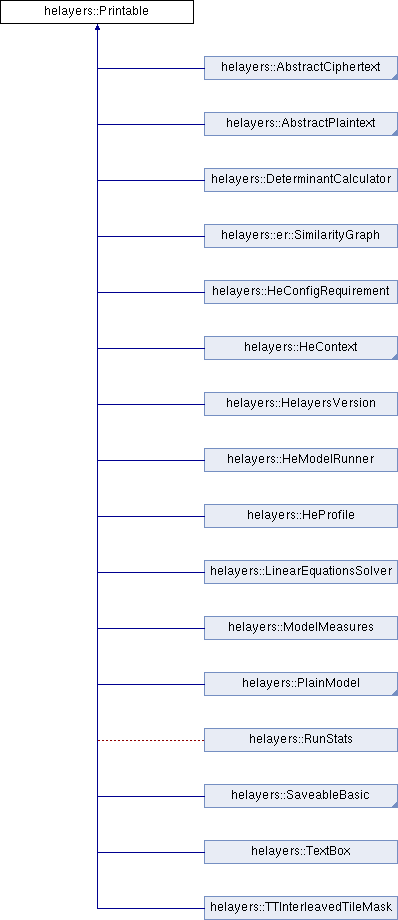 helayers::Printable
helayers::AbstractCiphertext
helayers::AbstractPlaintext
helayers::DeterminantCalculator
helayers::er::SimilarityGraph
helayers::HeConfigRequirement
helayers::HeContext
helayers::HelayersVersion
helayers::HeModelRunner
helayers::HeProfile
helayers::LinearEquationsSolver
helayers::ModelMeasures
helayers::PlainModel
helayers::RunStats
helayers::SaveableBasic
helayers::TextBox
helayers::TTInterleavedTileMask